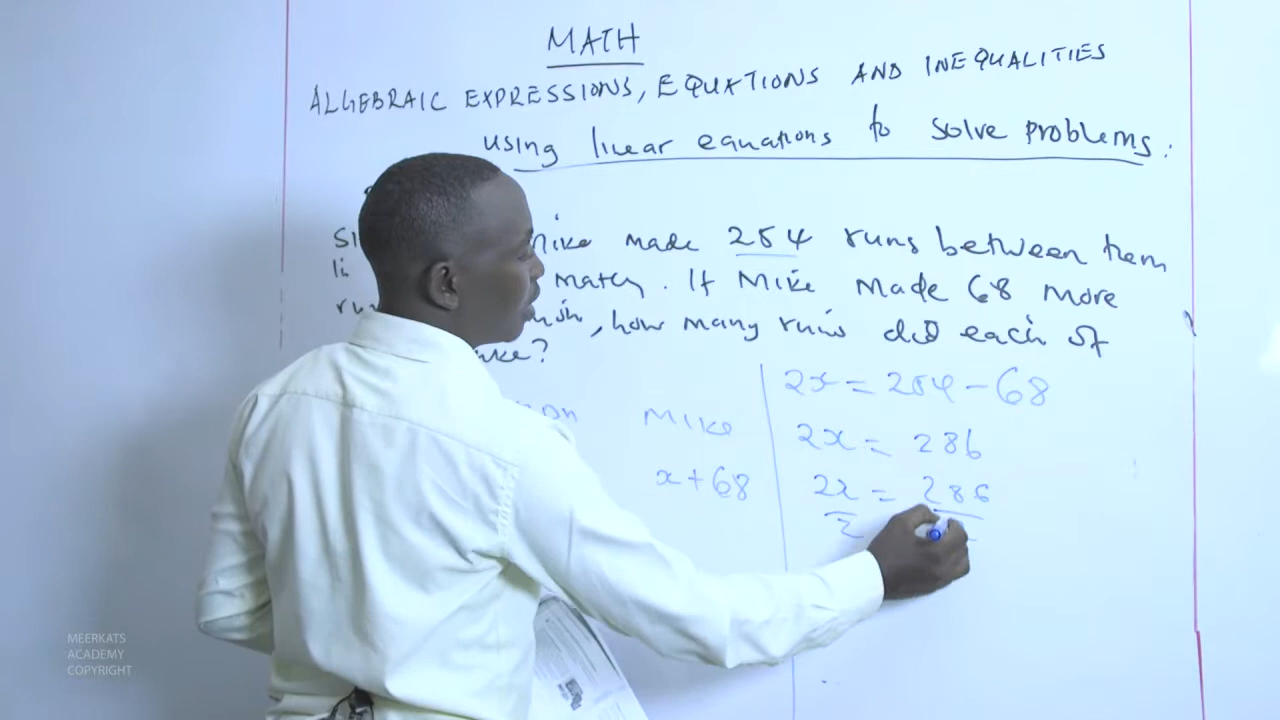 MATH
ALGEBRAIC EXPRESSIONS, EQUATIONS AND INEQUALITIES
using linear equations to solve problems.
Mike made 254 runs between them
match. If Mike made 68 more
, how many runs did each of
?
Mike
x + 68
2x = 254 - 68
2x = 286
2x = 286
2
MEERKATS
ACADEMY
COPYRIGHT